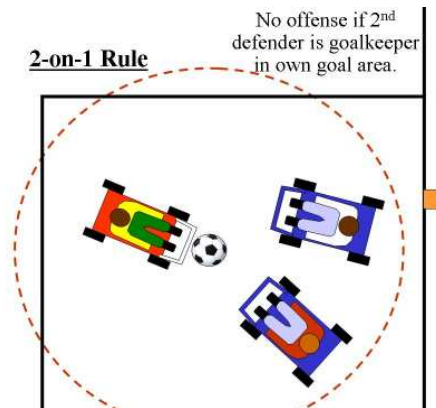 No offense if 2nd
defender is goalkeeper
in own goal area.
2-on-1 Rule